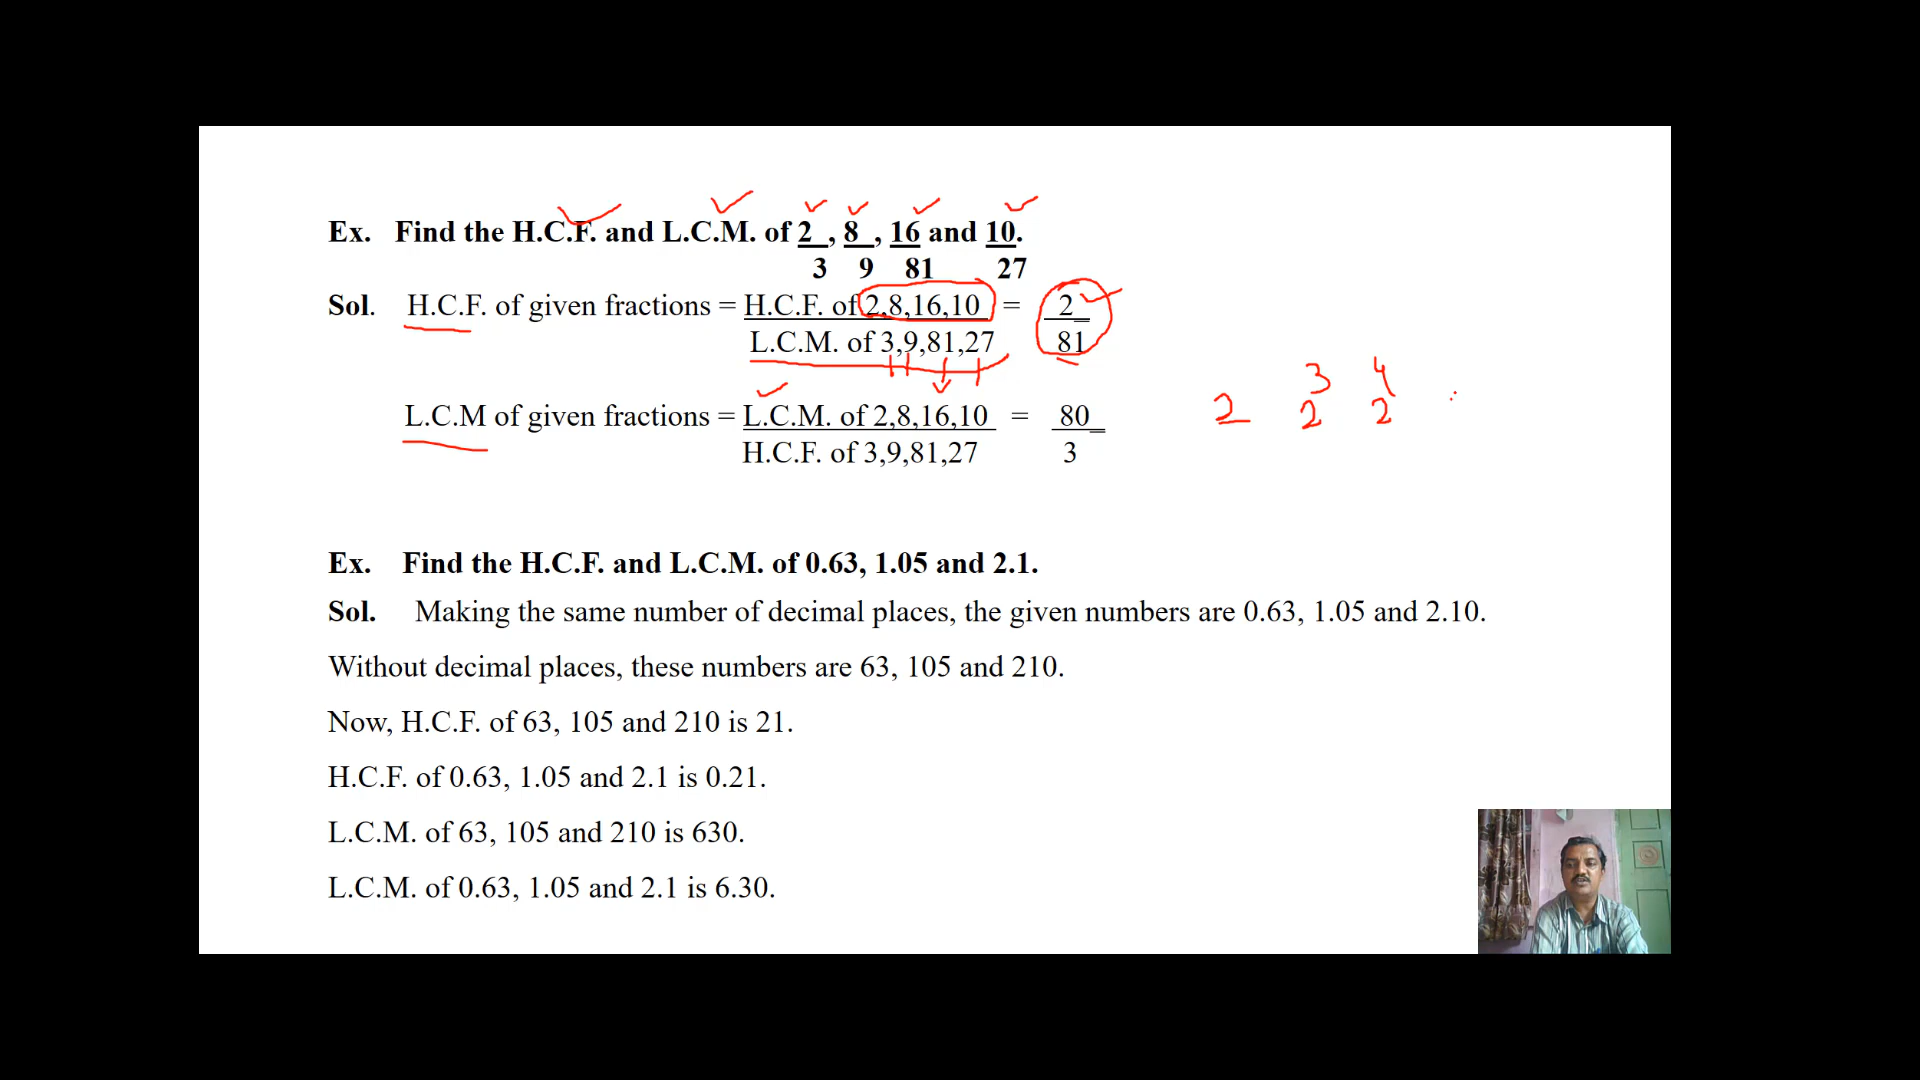 Ex. Find the H.C.F. and L.C.M. of 2 , 8 , 16 and 10.
3 9 81 27
Sol. H.C.F. of given fractions = H.C.F. of 2,8,16,10 = 2
L.C.M. of 3,9,81,27 81
3 4
L.C.M of given fractions = L.C.M. of 2,8,16,10 = 80 2 2 2
H.C.F. of 3,9,81,27 3
Ex. Find the H.C.F. and L.C.M. of 0.63, 1.05 and 2.1.
Sol. Making the same number of decimal places, the given numbers are 0.63, 1.05 and 2.10.
Without decimal places, these numbers are 63, 105 and 210.
Now, H.C.F. of 63, 105 and 210 is 21.
H.C.F. of 0.63, 1.05 and 2.1 is 0.21.
L.C.M. of 63, 105 and 210 is 630.
L.C.M. of 0.63, 1.05 and 2.1 is 6.30.